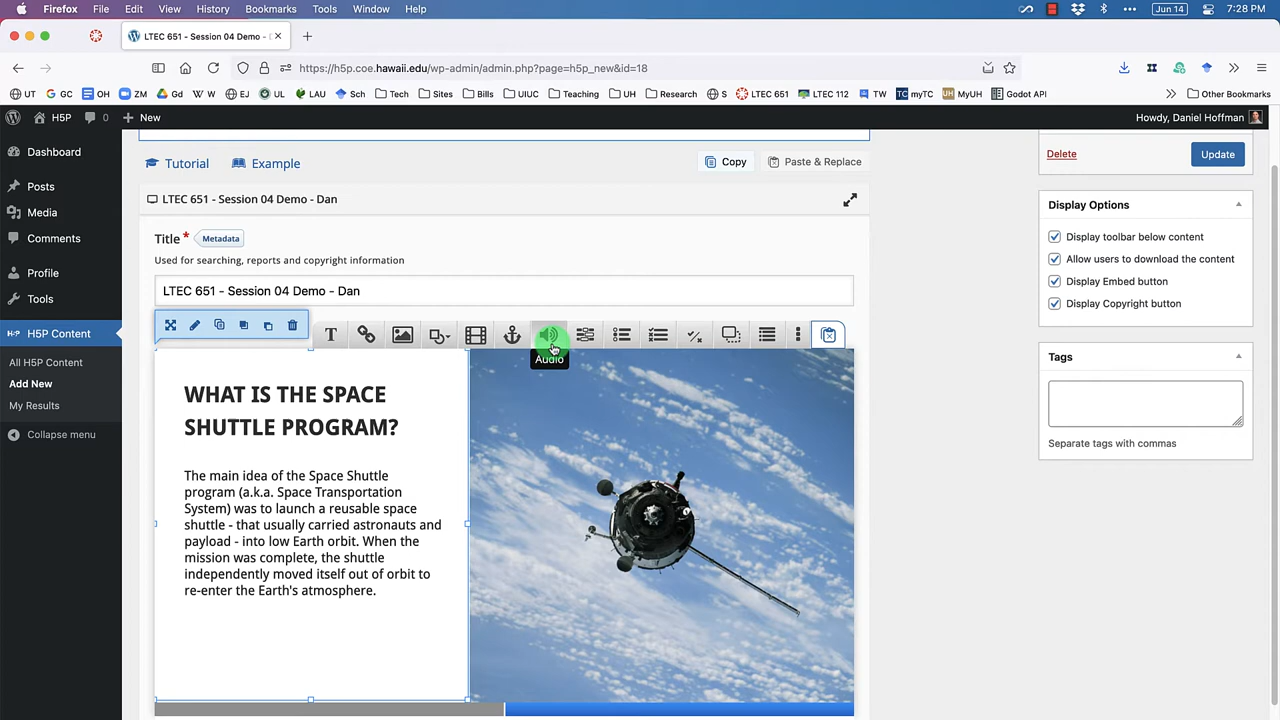 Firefox File Edit View History Bookmarks Tools Window Help Jun 14 7:28 PM
LTEC 651 - Session 04 Demo -
https://h5p.coe.hawaii.edu/wp-admin/admin.php?page=h5p_new&id=18
UT GC OH ZM Gd W EJ UL LAU Sch Tech Sites Bills UIUC Teaching UH Research S LTEC 651 LTEC 112 TW myTC MyUH Godot API Other Bookmarks
H5P 0 New Howdy, Daniel Hoffman
Dashboard
Posts
Media
Comments
Profile
Tools
H5P Content
All H5P Content
Add New
My Results
Collapse menu
Tutorial Example Copy Paste & Replace
LTEC 651 - Session 04 Demo - Dan
Title* Metadata
Used for searching, reports and copyright information
LTEC 651 - Session 04 Demo - Dan
T
Audio
WHAT IS THE SPACE
SHUTTLE PROGRAM?
The main idea of the Space Shuttle
program (a.k.a. Space Transportation
System) was to launch a reusable space
shuttle - that usually carried astronauts and
payload - into low Earth orbit. When the
mission was complete, the shuttle
independently moved itself out of orbit to
re-enter the Earth's atmosphere.
Delete Update
Display Options
Display toolbar below content
Allow users to download the content
Display Embed button
Display Copyright button
Tags
Separate tags with commas